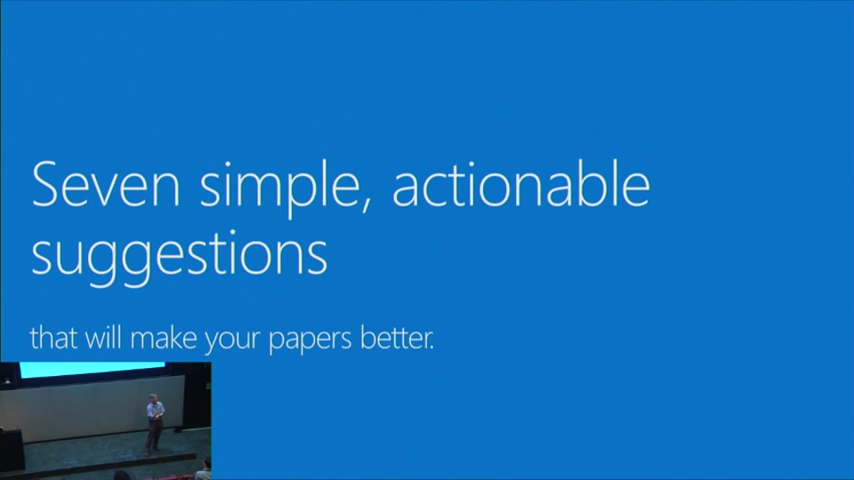 Seven simple, actionable
suggestions
that will make your papers better.